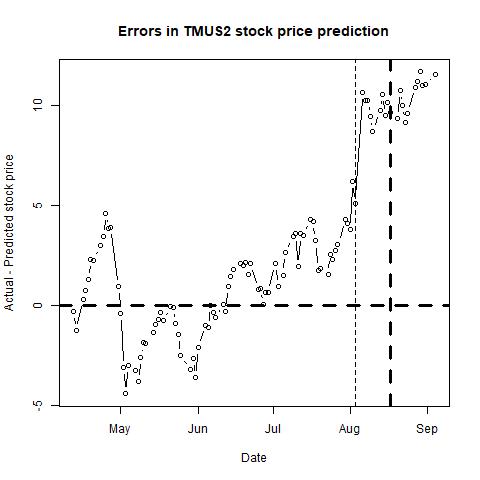 Errors in TMUS2 stock price prediction
Actual - Predicted stock price
10
5
0
-5
May Jun Jul Aug Sep
Date